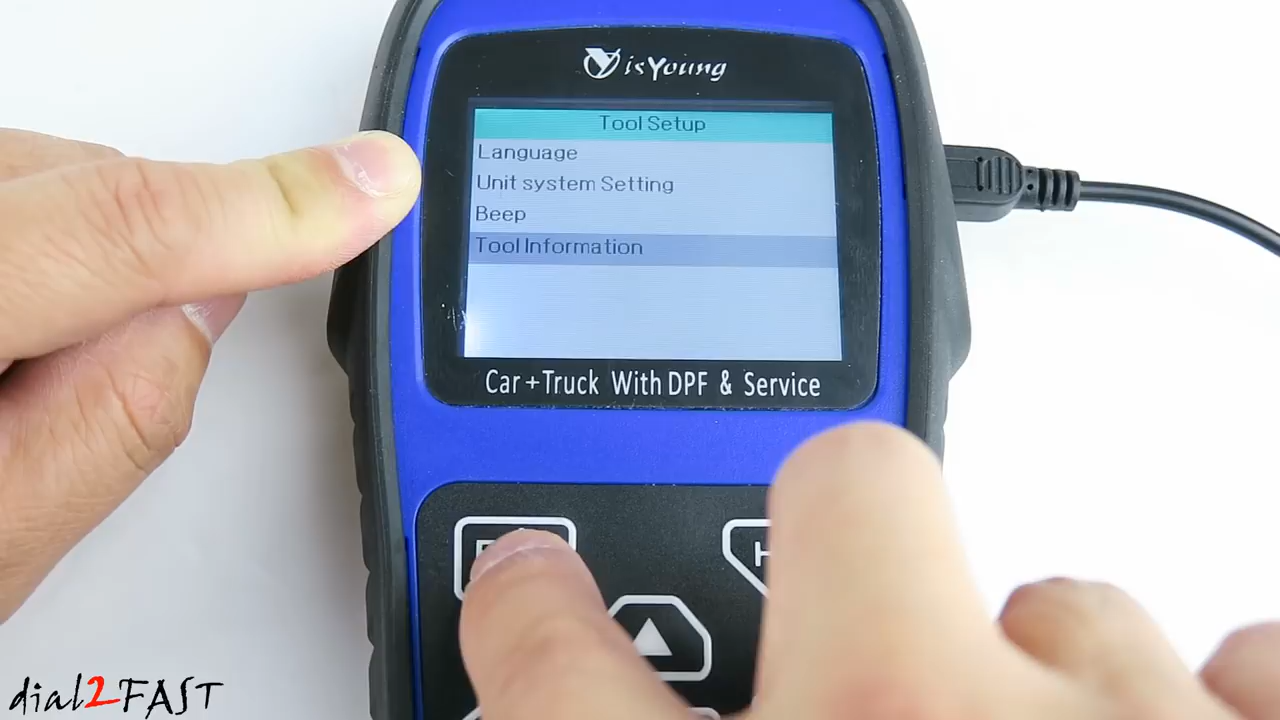 VisYoung
Tool Setup
Language
Unit system Setting
Beep
Tool Information
Car+Truck With DPF & Service
dial2FAST